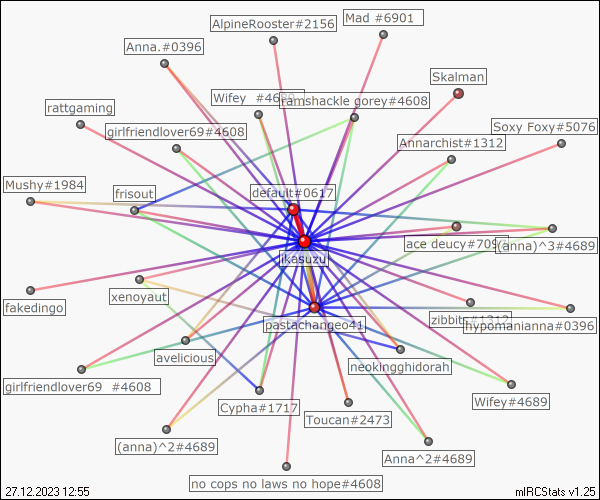 Mad #6901
AlpineRooster#2156
Anna.#0396
Skalman
Wifey #4689
ramshackle gorey#4608
rattgaming
Soxy Foxy#5076
girlfriendlover69#4608
Annarchist#1312
Mushy#1984
frisout
default#0617
ace deucy#709
(anna)^3#4689
jkasuzu
xenoyaut
fakedingo
zibbits#1312
hypomanianna#0396
pastachangeo41
avelicious
neokingghidorah
girlfriendlover69 #4608
Cypha#1717
Wifey#4689
Toucan#2473
(anna)^2#4689
Anna^2#4689
no cops no laws no hope#4608
27.12.2023 12:55
mIRCStats v1.25